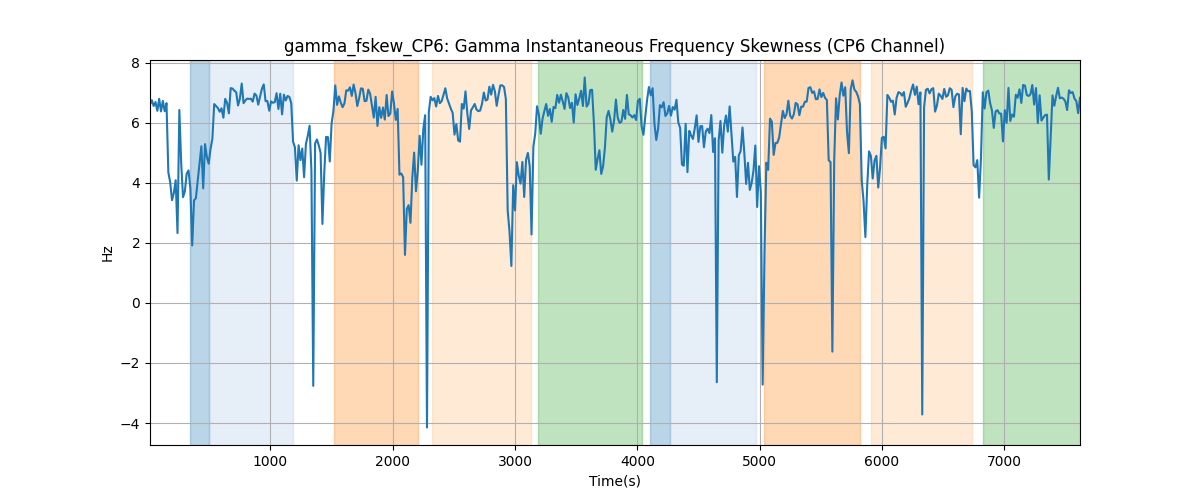 gamma_fskew_CP6: Gamma Instantaneous Frequency Skewness (CP6 Channel)
8
6
4
2
0
−2
−4
Hz
1000 2000 3000 4000 5000 6000 7000
Time(s)